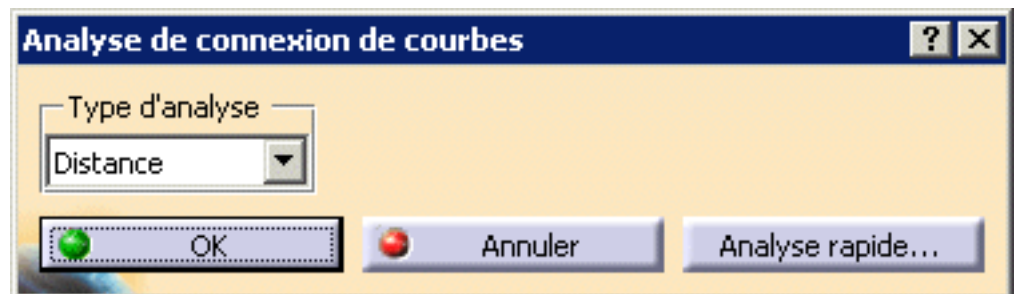 Analyse de connexion de courbes
Type d'analyse
Distance
OK Annuler Analyse rapide...